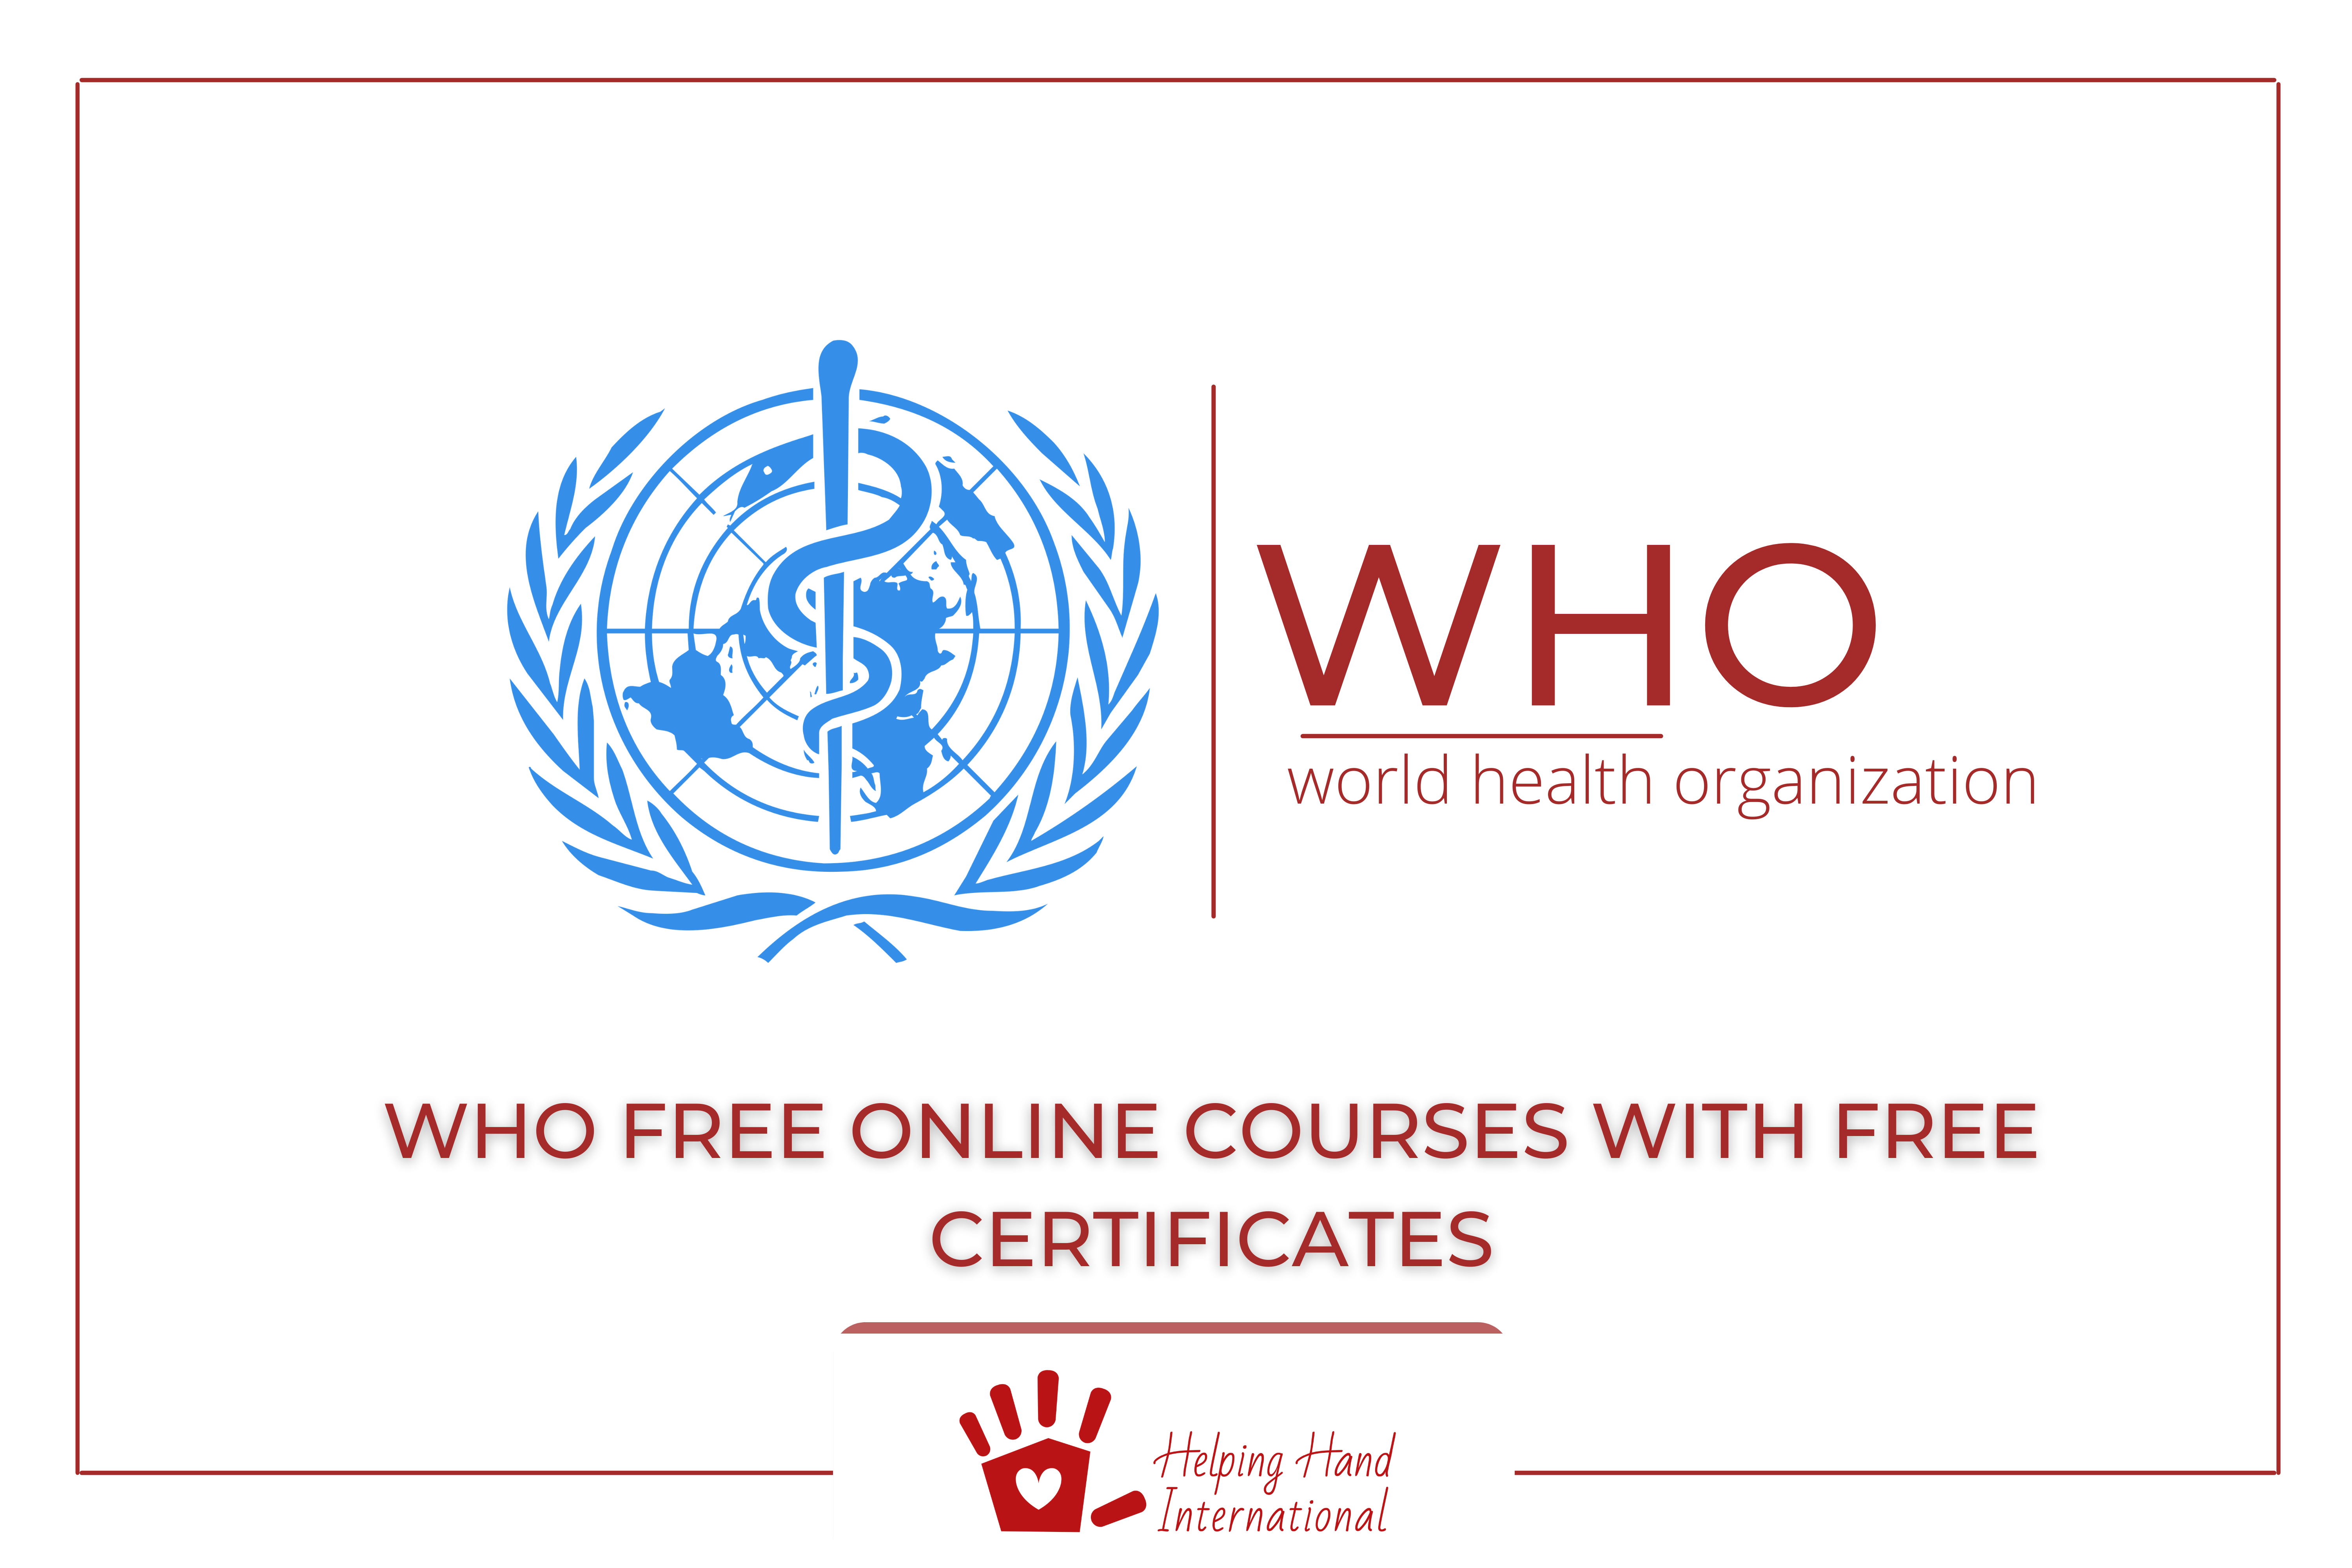 WHO
world health organization
WHO FREE ONLINE COURSES WITH FREE
CERTIFICATES
Helping Hand
International